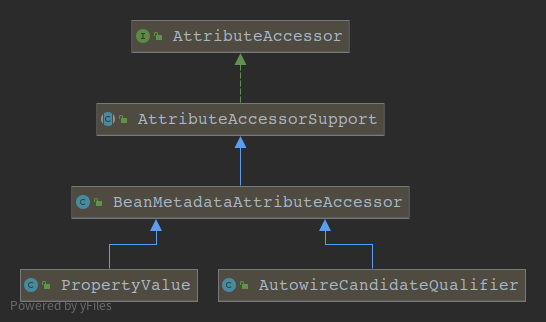 I AttributeAccessor
C AttributeAccessorSupport
C BeanMetadataAttributeAccessor
C PropertyValue
C AutowireCandidateQualifier
Powered by yFiles